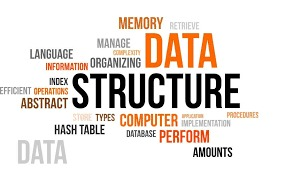 MEMORY RETRIEVE
MANAGE DATA
LANGUAGE COMPLEXITY
INFORMATION ORGANIZING
INDEX
EFFICIENT OPERATIONS STRUCTURE
ABSTRACT
STORE TYPES COMPUTER APPLICATION PROCEDURES
HASH TABLE IMPLEMENTATION
DATABASE PERFORM
DATA AMOUNTS